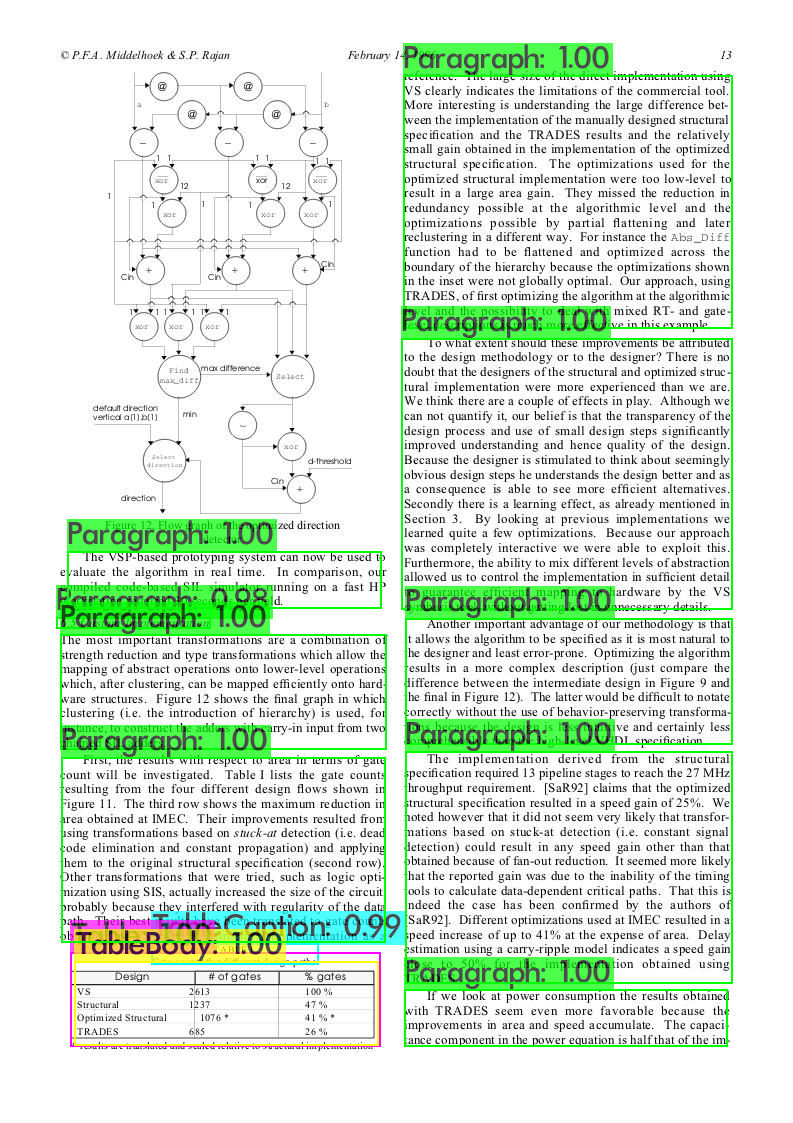 © P.F.A. Middelhoek & S.P. Rajan
February 14,
13
@
@
a
b
@
@
−
−
−
1 1
1 1
1 1
xor
12
xor
12
xor
1
1
1
1
1
xor
xor
xor
Cin
+
Cin
+
Cin
+
1 1
1 1
1
xor
xor
xor
Find
max_diff
max difference
Select
default direction
vertical a[1],b[1]
min
~
xor
Select
direction
d-threshold
Cin
+
direction
Figure 12. Flow graph of the optimized direction
Paragraph: 1.00
The VSP-based prototyping system can now be used to
evaluate the algorithm in real time. In comparison, our
compiled code-based SIL simulator running on a fast HP
Paragraph: 1.00
The most important transformations are a combination of
strength reduction and type transformations which allow the
mapping of abstract operations onto lower-level operations
which, after clustering, can be mapped efficiently onto hard-
ware structures. Figure 12 shows the final graph in which
clustering (i.e. the introduction of hierarchy) is used, for
instance, to construct the adders with carry-in input from two
Paragraph: 1.00
First, the results with respect to area in terms of gate
count will be investigated. Table I lists the gate counts
resulting from the four different design flows shown in
Figure 11. The third row shows the maximum reduction in
area obtained at IMEC. Their improvements resulted from
using transformations based on stuck-at detection (i.e. dead
code elimination and constant propagation) and applying
them to the original structural specification (second row).
Other transformations that were tried, such as logic opti-
mization using SIS, actually increased the size of the circuit,
probably because they interfered with regularity of the data
path. Their best
TableCaption: 0.99
TableBody: 1.00
Design # of gates % gates
VS 2613 100 %
Structural 1237 47 %
Optimized Structural 1076 * 41 % *
TRADES 685 26 %
* results are translated and scaled relative to structural implementation
Paragraph: 1.00
reference. The large size of the direct implementation using
VS clearly indicates the limitations of the commercial tool.
More interesting is understanding the large difference bet-
ween the implementation of the manually designed structural
specification and the TRADES results and the relatively
small gain obtained in the implementation of the optimized
structural specification. The optimizations used for the
optimized structural implementation were too low-level to
result in a large area gain. They missed the reduction in
redundancy possible at the algorithmic level and the
optimizations possible by partial flattening and later
reclustering in a different way. For instance the Abs_Diff
function had to be flattened and optimized across the
boundary of the hierarchy because the optimizations shown
in the inset were not globally optimal. Our approach, using
TRADES, of first optimizing the algorithm at the algorithmic
level and the possibility to deal with mixed RT- and gate-
in this example.
Paragraph: 1.00
To what extent should these improvements be attributed
to the design methodology or to the designer? There is no
doubt that the designers of the structural and optimized struc-
tural implementation were more experienced than we are.
We think there are a couple of effects in play. Although we
can not quantify it, our belief is that the transparency of the
design process and use of small design steps significantly
improved understanding and hence quality of the design.
Because the designer is stimulated to think about seemingly
obvious design steps he understands the design better and as
a consequence is able to see more efficient alternatives.
Secondly there is a learning effect, as already mentioned in
Section 3. By looking at previous implementations we
learned quite a few optimizations. Because our approach
was completely interactive we were able to exploit this.
Furthermore, the ability to mix different levels of abstraction
allowed us to control the implementation in sufficient detail
to guarantee efficient mapping to hardware by the VS
unnecessary details.
Paragraph: 1.00
Another important advantage of our methodology is that
it allows the algorithm to be specified as it is most natural to
the designer and least error-prone. Optimizing the algorithm
results in a more complex description (just compare the
difference between the intermediate design in Figure 9 and
the final in Figure 12). The latter would be difficult to notate
correctly without the use of behavior-preserving transforma-
tions because the design is less intuitive and certainly less
VHDL specification.
Paragraph: 1.00
The implementation derived from the structural
specification required 13 pipeline stages to reach the 27 MHz
throughput requirement. [SaR92] claims that the optimized
structural specification resulted in a speed gain of 25%. We
noted however that it did not seem very likely that transfor-
mations based on stuck-at detection (i.e. constant signal
detection) could result in any speed gain other than that
obtained because of fan-out reduction. It seemed more likely
that the reported gain was due to the inability of the timing
tools to calculate data-dependent critical paths. That this is
indeed the case has been confirmed by the authors of
[SaR92]. Different optimizations used at IMEC resulted in a
speed increase of up to 41% at the expense of area. Delay
estimation using a carry-ripple model indicates a speed gain
close to 50% for the implementation obtained using
TRADES.
Paragraph: 1.00
If we look at power consumption the results obtained
with TRADES seem even more favorable because the
improvements in area and speed accumulate. The capaci-
tance component in the power equation is half that of the im-